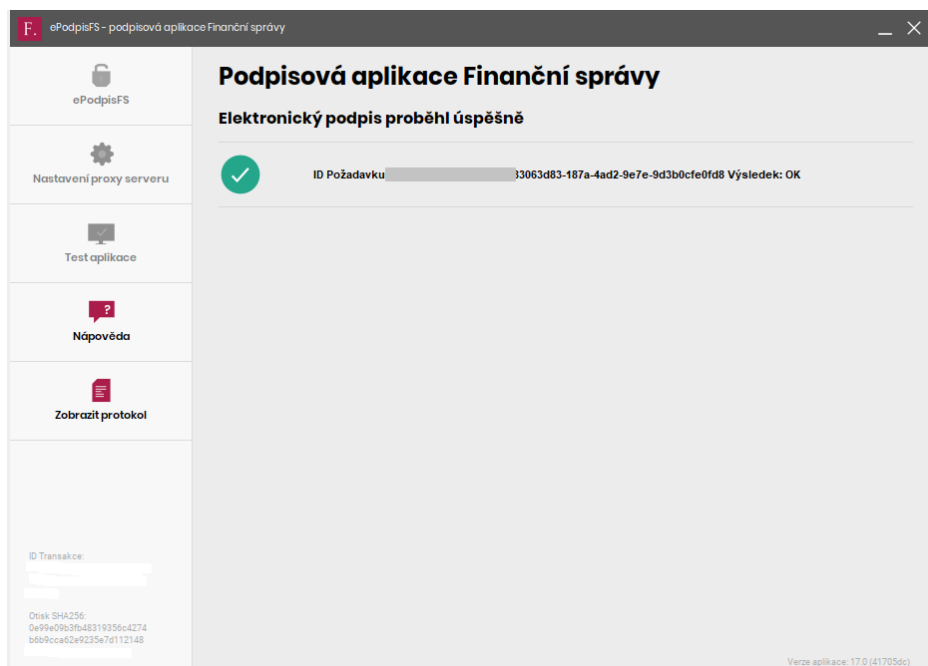 F. ePodpisFS - podpisová aplikace Finanční správy
ePodpisFS
Nastavení proxy serveru
Test aplikace
Nápověda
Zobrazit protokol
ID Transakce:
Otisk SHA256:
0e99e09b3fb48319356c4274
b6b9cca62e9235e7d112148
Podpisová aplikace Finanční správy
Elektronický podpis proběhl úspěšně
ID Požadavku 33063d83-187a-4ad2-9e7e-9d3b0cfe0fd8 Výsledek: OK
Verze aplikace: 17.0 (41705dc)